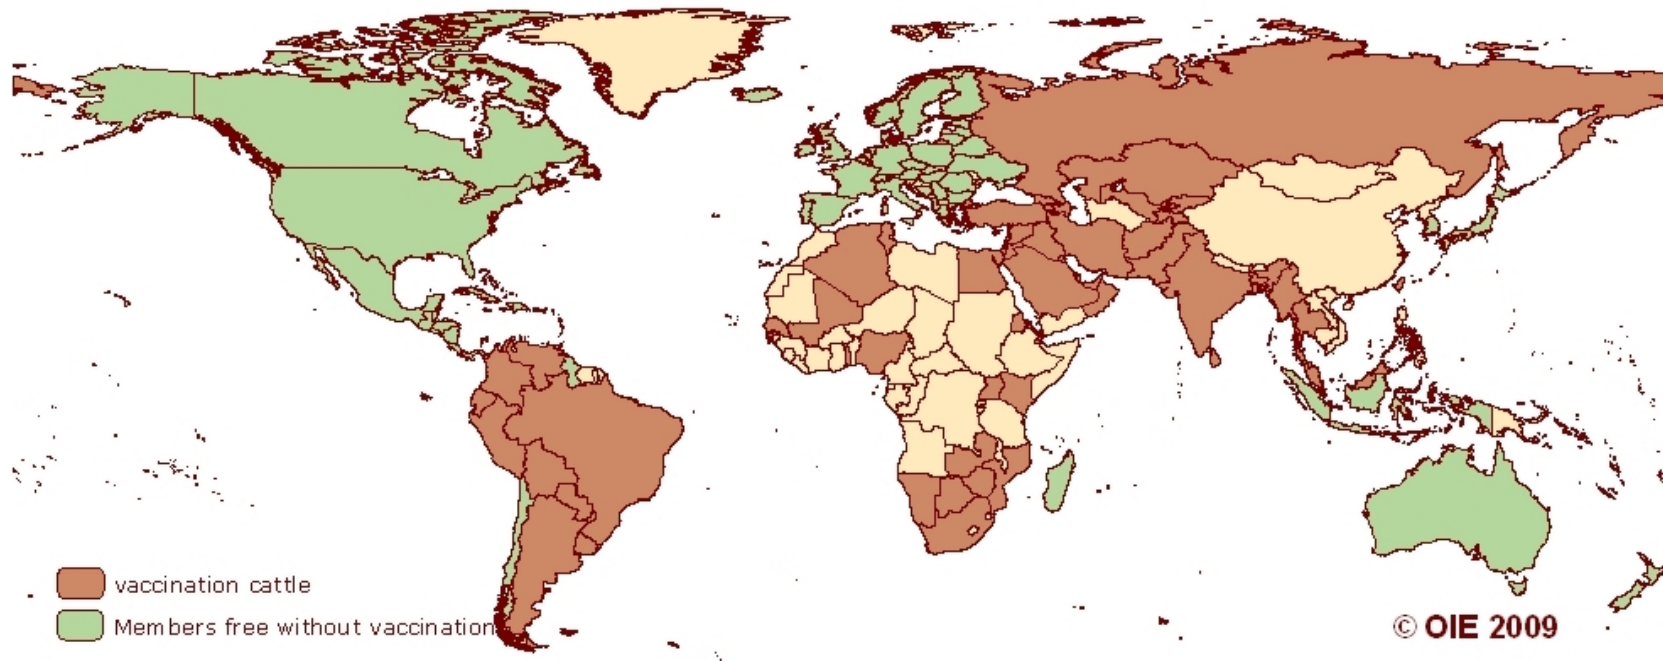 vaccination cattle
Members free without vaccination
© OIE 2009